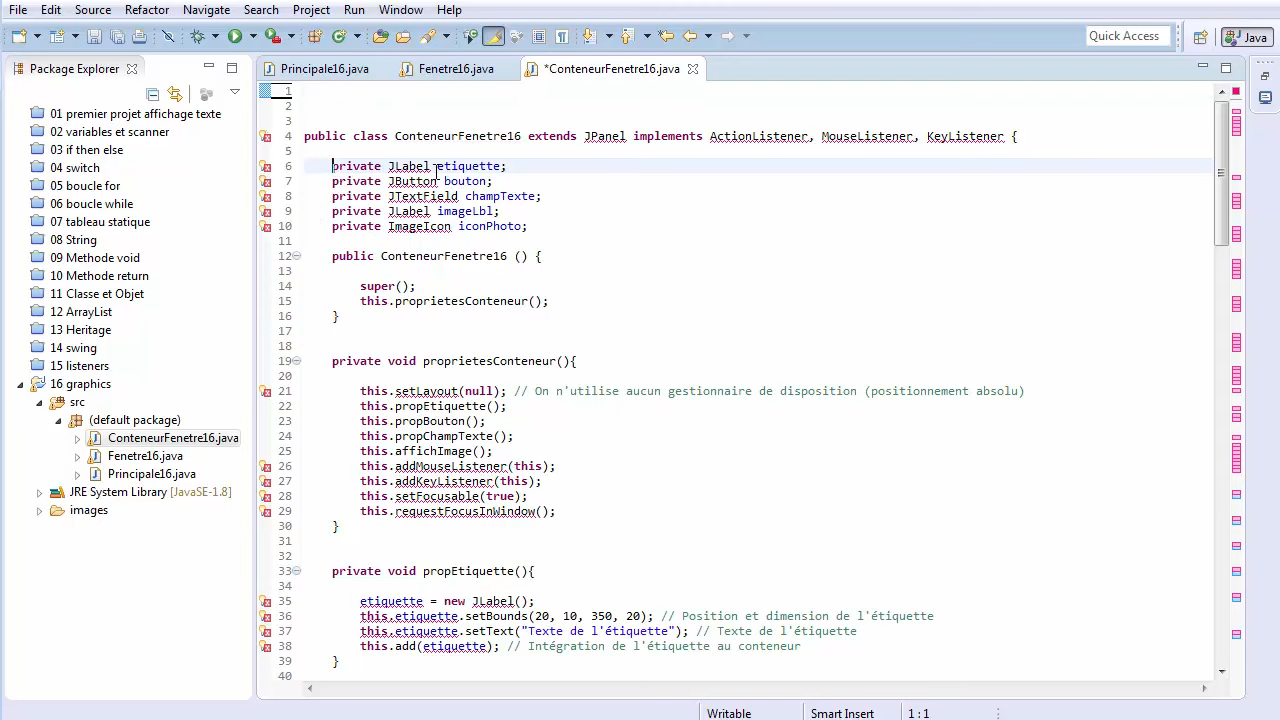 File Edit Source Refactor Navigate Search Project Run Window Help
Quick Access Java
Package Explorer Principale16.java Fenetre16.java *ConteneurFenetre16.java
01 premier projet affichage texte
02 variables et scanner
03 if then else
04 switch
05 boucle for
06 boucle while
07 tableau statique
08 String
09 Methode void
10 Methode return
11 Classe et Objet
12 ArrayList
13 Heritage
14 swing
15 listeners
16 graphics
src
(default package)
ConteneurFenetre16.java
Fenetre16.java
Principale16.java
JRE System Library [JavaSE-1.8]
images
1
2
3
4 public class ConteneurFenetre16 extends JPanel implements ActionListener, MouseListener, KeyListener {
5
6 private JLabel etiquette;
7 private JButton bouton;
8 private JTextField champTexte;
9 private JLabel imageLbl;
10 private ImageIcon iconPhoto;
11
12 public ConteneurFenetre16 () {
13
14 super();
15 this.proprietesConteneur();
16 }
17
18
19 private void proprietesConteneur(){
20
21 this.setLayout(null); // On n'utilise aucun gestionnaire de disposition (positionnement absolu)
22 this.propEtiquette();
23 this.propBouton();
24 this.propChampTexte();
25 this.affichImage();
26 this.addMouseListener(this);
27 this.addKeyListener(this);
28 this.setFocusable(true);
29 this.requestFocusInWindow();
30 }
31
32
33 private void propEtiquette(){
34
35 etiquette = new JLabel();
36 this.etiquette.setBounds(20, 10, 350, 20); // Position et dimension de l'étiquette
37 this.etiquette.setText("Texte de l'étiquette"); // Texte de l'étiquette
38 this.add(etiquette); // Intégration de l'étiquette au conteneur
39 }
40
Writable Smart Insert 1 : 1